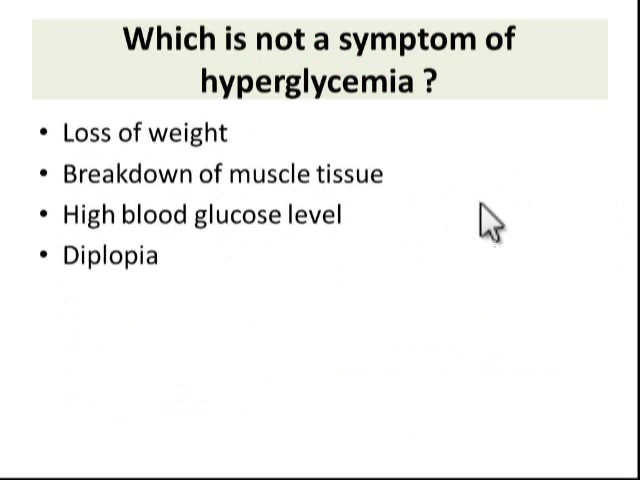 Which is not a symptom of
hyperglycemia ?
• Loss of weight
• Breakdown of muscle tissue
• High blood glucose level
• Diplopia